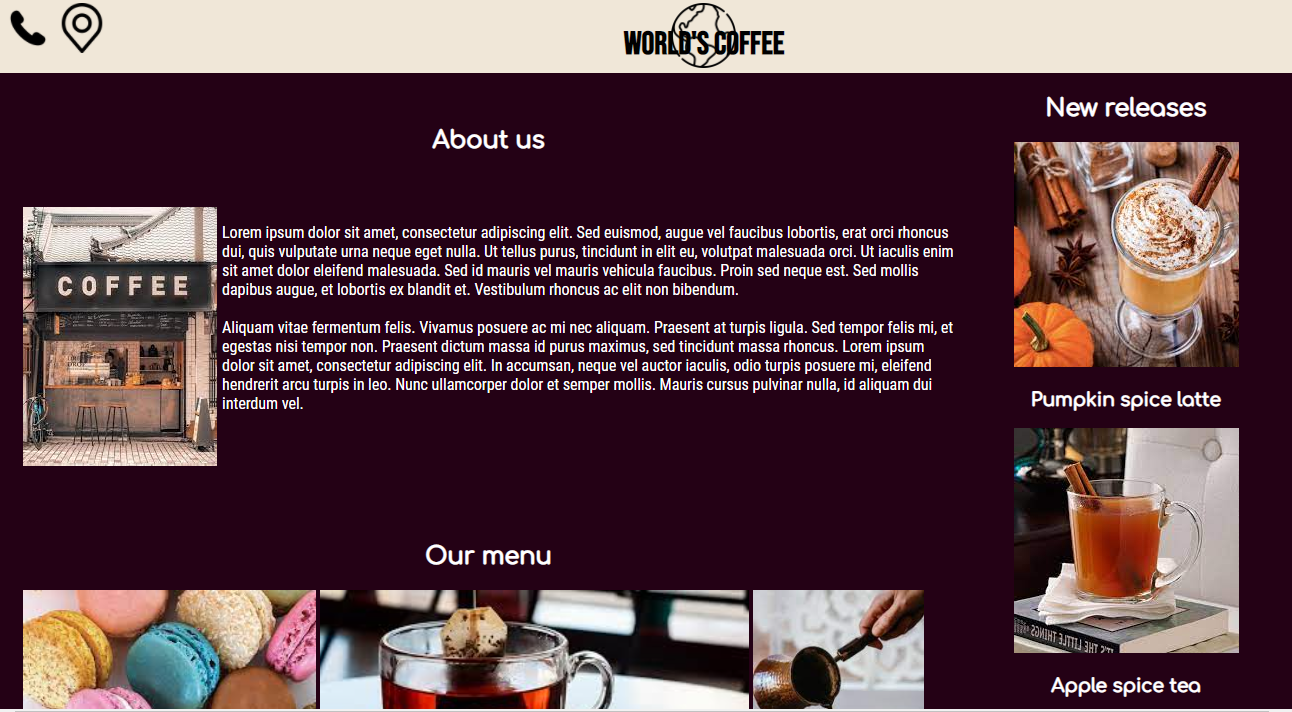 WORLD'S COFFEE
About us
COFFEE
Lorem ipsum dolor sit amet, consectetur adipiscing elit. Sed euismod, augue vel faucibus lobortis, erat orci rhoncus
dui, quis vulputate urna neque eget nulla. Ut tellus purus, tincidunt in elit eu, volutpat malesuada orci. Ut iaculis enim
sit amet dolor eleifend malesuada. Sed id mauris vel mauris vehicula faucibus. Proin sed neque est. Sed mollis
dapibus augue, et lobortis ex blandit et. Vestibulum rhoncus ac elit non bibendum.
Aliquam vitae fermentum felis. Vivamus posuere ac mi nec aliquam. Praesent at turpis ligula. Sed tempor felis mi, et
egestas nisi tempor non. Praesent dictum massa id purus maximus, sed tincidunt massa rhoncus. Lorem ipsum
dolor sit amet, consectetur adipiscing elit. In accumsan, neque vel auctor iaculis, odio turpis posuere mi, eleifend
hendrerit arcu turpis in leo. Nunc ullamcorper dolor et semper mollis. Mauris cursus pulvinar nulla, id aliquam dui
interdum vel.
Our menu
New releases
Pumpkin spice latte
IT'S THE LITTLE THINGS
Apple spice tea